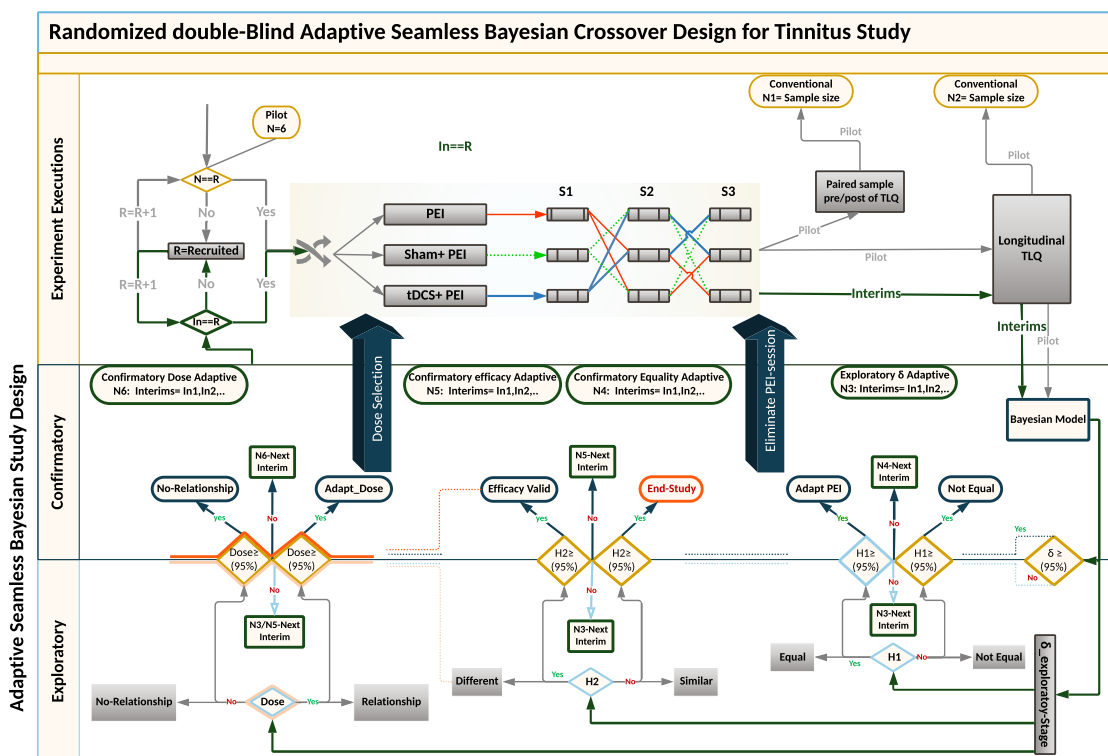 Randomized double-Blind Adaptive Seamless Bayesian Crossover Design for Tinnitus Study
Adaptive Seamless Bayesian Study Design
Experiment Executions
Pilot
N=6
N==R
R=R+1
No
Yes
R=Recruited
R=R+1
No
Yes
In==R
In==R
PEI
Sham+ PEI
tDCS+ PEI
S1
S2
S3
Conventional
N1= Sample size
Conventional
N2= Sample size
Pilot
Pilot
Paired sample
pre/post of TLQ
Pilot
Pilot
Longitudinal
TLQ
Interims
Interims
Pilot
Confirmatory
Confirmatory Dose Adaptive
N6: Interims= In1,In2,..
Dose Selection
Confirmatory efficacy Adaptive
N5: Interims= In1,In2,..
Confirmatory Equality Adaptive
N4: Interims= In1,In2,..
Eliminate PEI-session
Exploratory δ Adaptive
N3: Interims= In1,In2,..
Bayesian Model
N6-Next
Interim
No-Relationship
Adapt_Dose
Yes
No
Yes
Dose≥
(95%)
Dose≥
(95%)
N5-Next
Interim
Efficacy Valid
End-Study
Yes
No
Yes
H2≥
(95%)
H2≥
(95%)
N4-Next
Interim
Adapt PEI
Not Equal
Yes
No
Yes
H1≥
(95%)
H1≥
(95%)
Yes
δ ≥
(95%)
No
Exploratory
No
N3/N5-Next
Interim
No-Relationship
No
Dose
Yes
Relationship
No
N3-Next
Interim
Different
Yes
H2
No
Similar
No
N3-Next
Interim
Equal
Yes
H1
No
Not Equal
δ_exploratoy-Stage